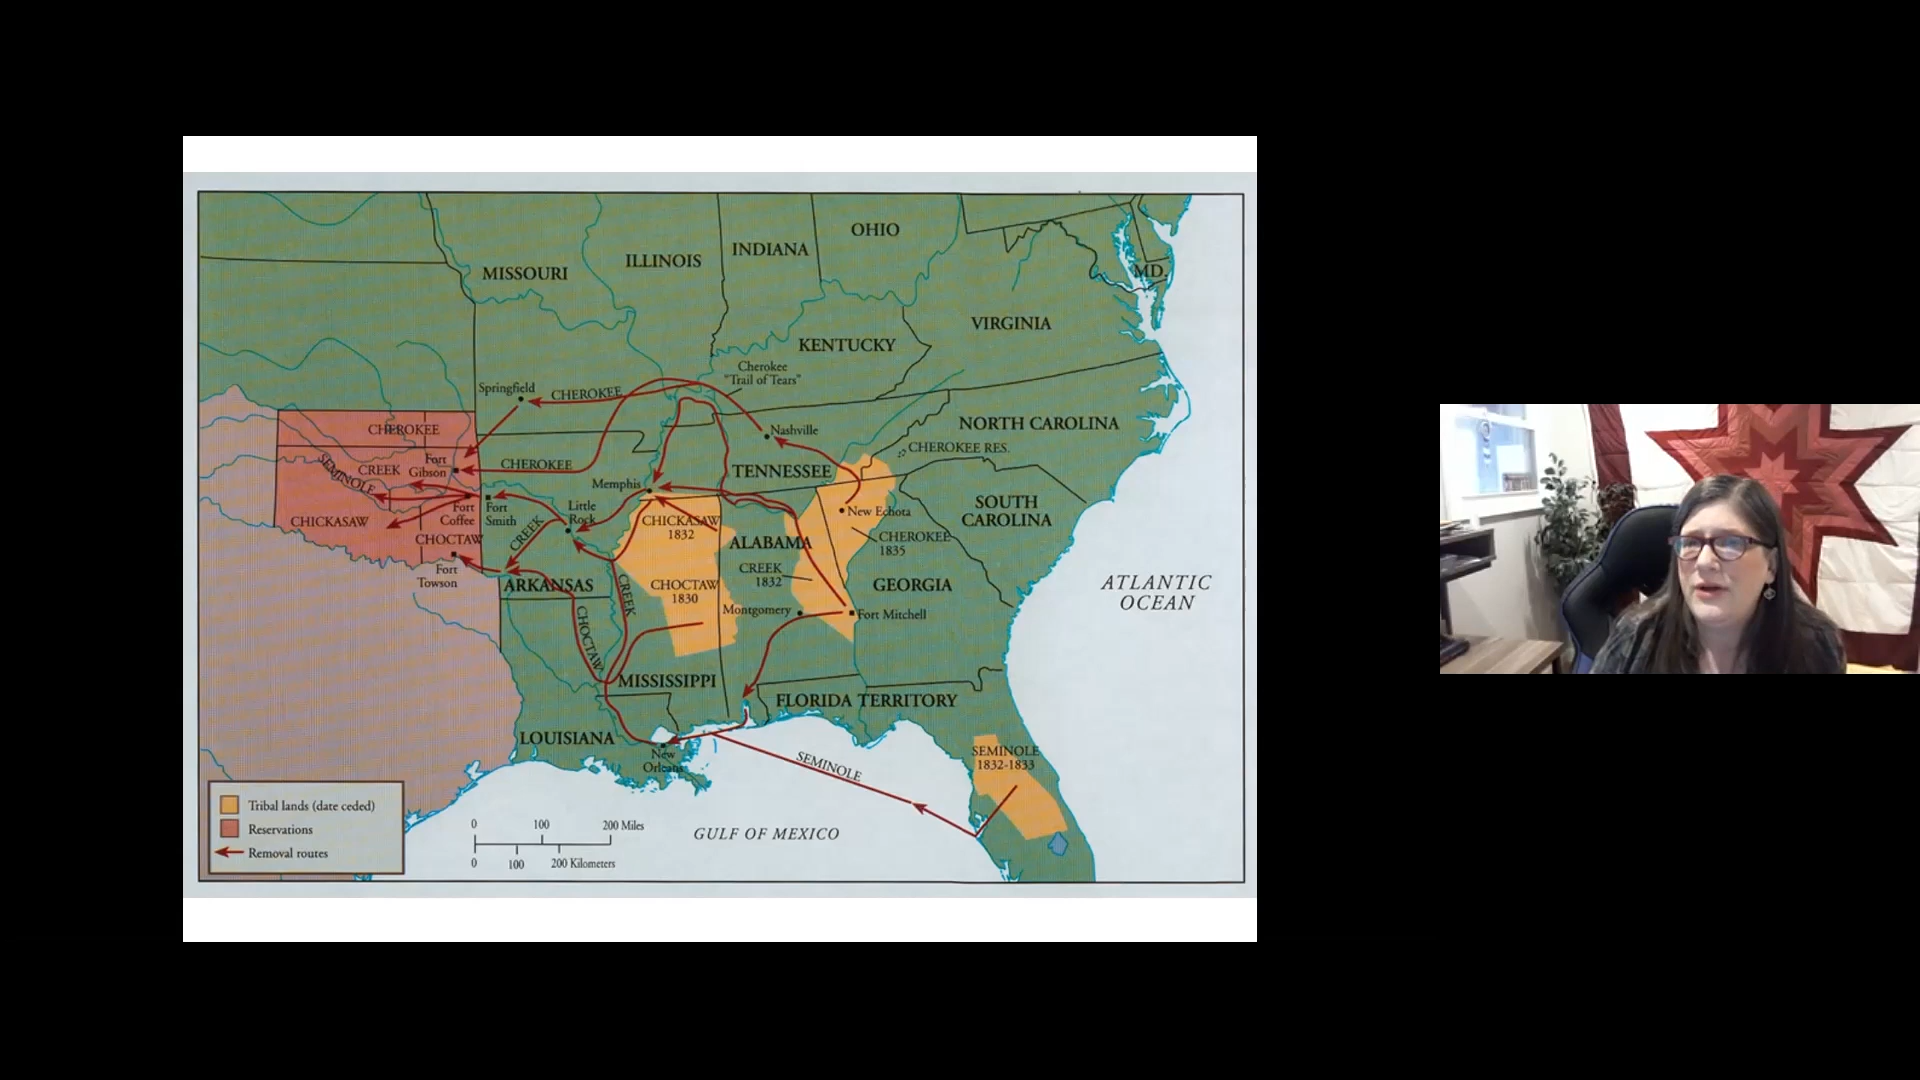 OHIO
INDIANA
ILLINOIS
MISSOURI
MD.
VIRGINIA
KENTUCKY
Cherokee
"Trail of Tears"
Springfield
CHEROKEE
NORTH CAROLINA
CHEROKEE
Nashville
CHEROKEE RES.
Fort
Gibson
CREEK
SEMINOLE
CHEROKEE
TENNESSEE
Memphis
SOUTH
CAROLINA
Fort
Coffee
Fort
Smith
Little
Rock
CHICKASAW
CHICKASAW
1832
New Echota
CHEROKEE
1835
CHOCTAW
CREEK
ALABAMA
Fort
Towson
ARKANSAS
CREEK
CHOCTAW
1830
CREEK
1832
GEORGIA
ATLANTIC
OCEAN
Montgomery
Fort Mitchell
CHOCTAW
MISSISSIPPI
FLORIDA TERRITORY
LOUISIANA
New
Orleans
SEMINOLE
SEMINOLE
1832-1833
GULF OF MEXICO
Tribal lands (date ceded)
Reservations
Removal routes
0 100 200 Miles
0 100 200 Kilometers